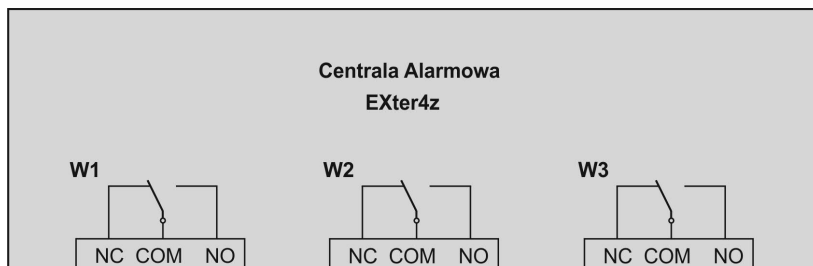 Centrala Alarmowa
EXter4z
W1 W2 W3
NC COM NO NC COM NO NC COM NO